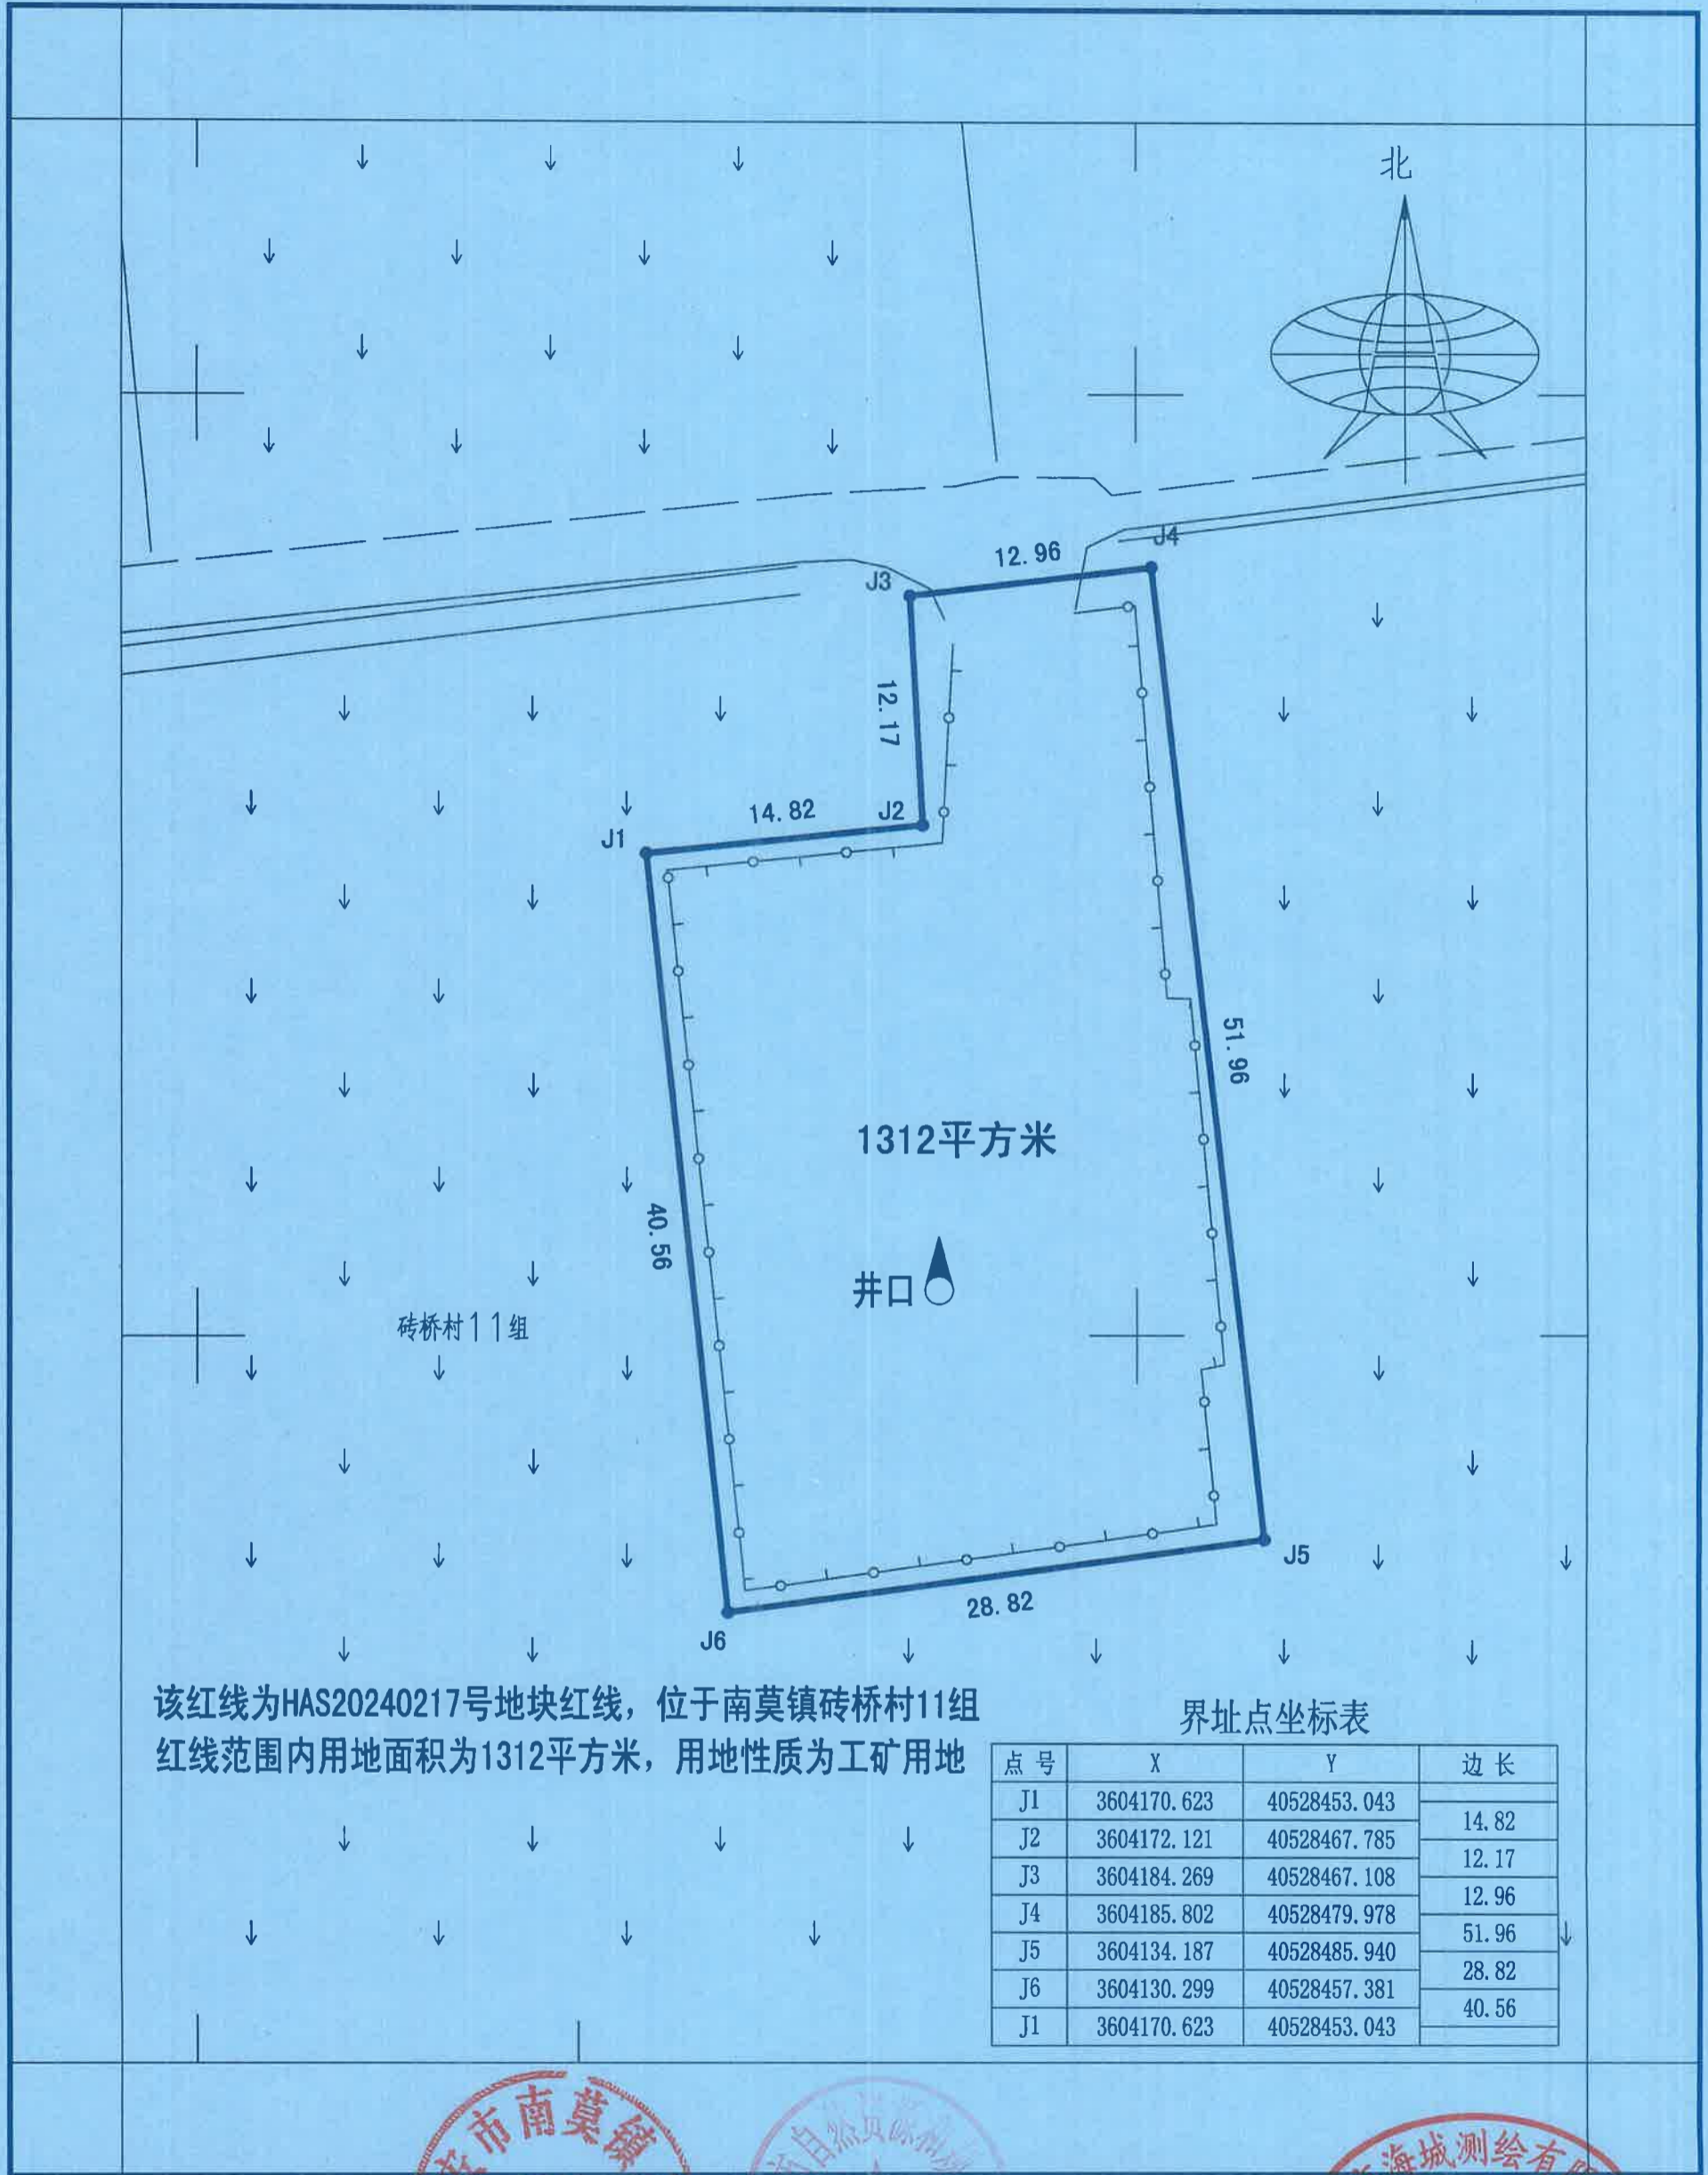 北
J4
12.96
J3
12.17
14.82
J2
J1
51.96
1312平方米
40.56
井口
砖桥村11组
J5
28.82
J6
该红线为HAS20240217号地块红线，位于南莫镇砖桥村11组
红线范围内用地面积为1312平方米，用地性质为工矿用地
界址点坐标表
点号 X Y 边长
J1 3604170.623 40528453.043
14.82
J2 3604172.121 40528467.785
12.17
J3 3604184.269 40528467.108
12.96
J4 3604185.802 40528479.978
51.96
J5 3604134.187 40528485.940
28.82
J6 3604130.299 40528457.381
40.56
J1 3604170.623 40528453.043
市南莫镇
自然资源
海城测绘有